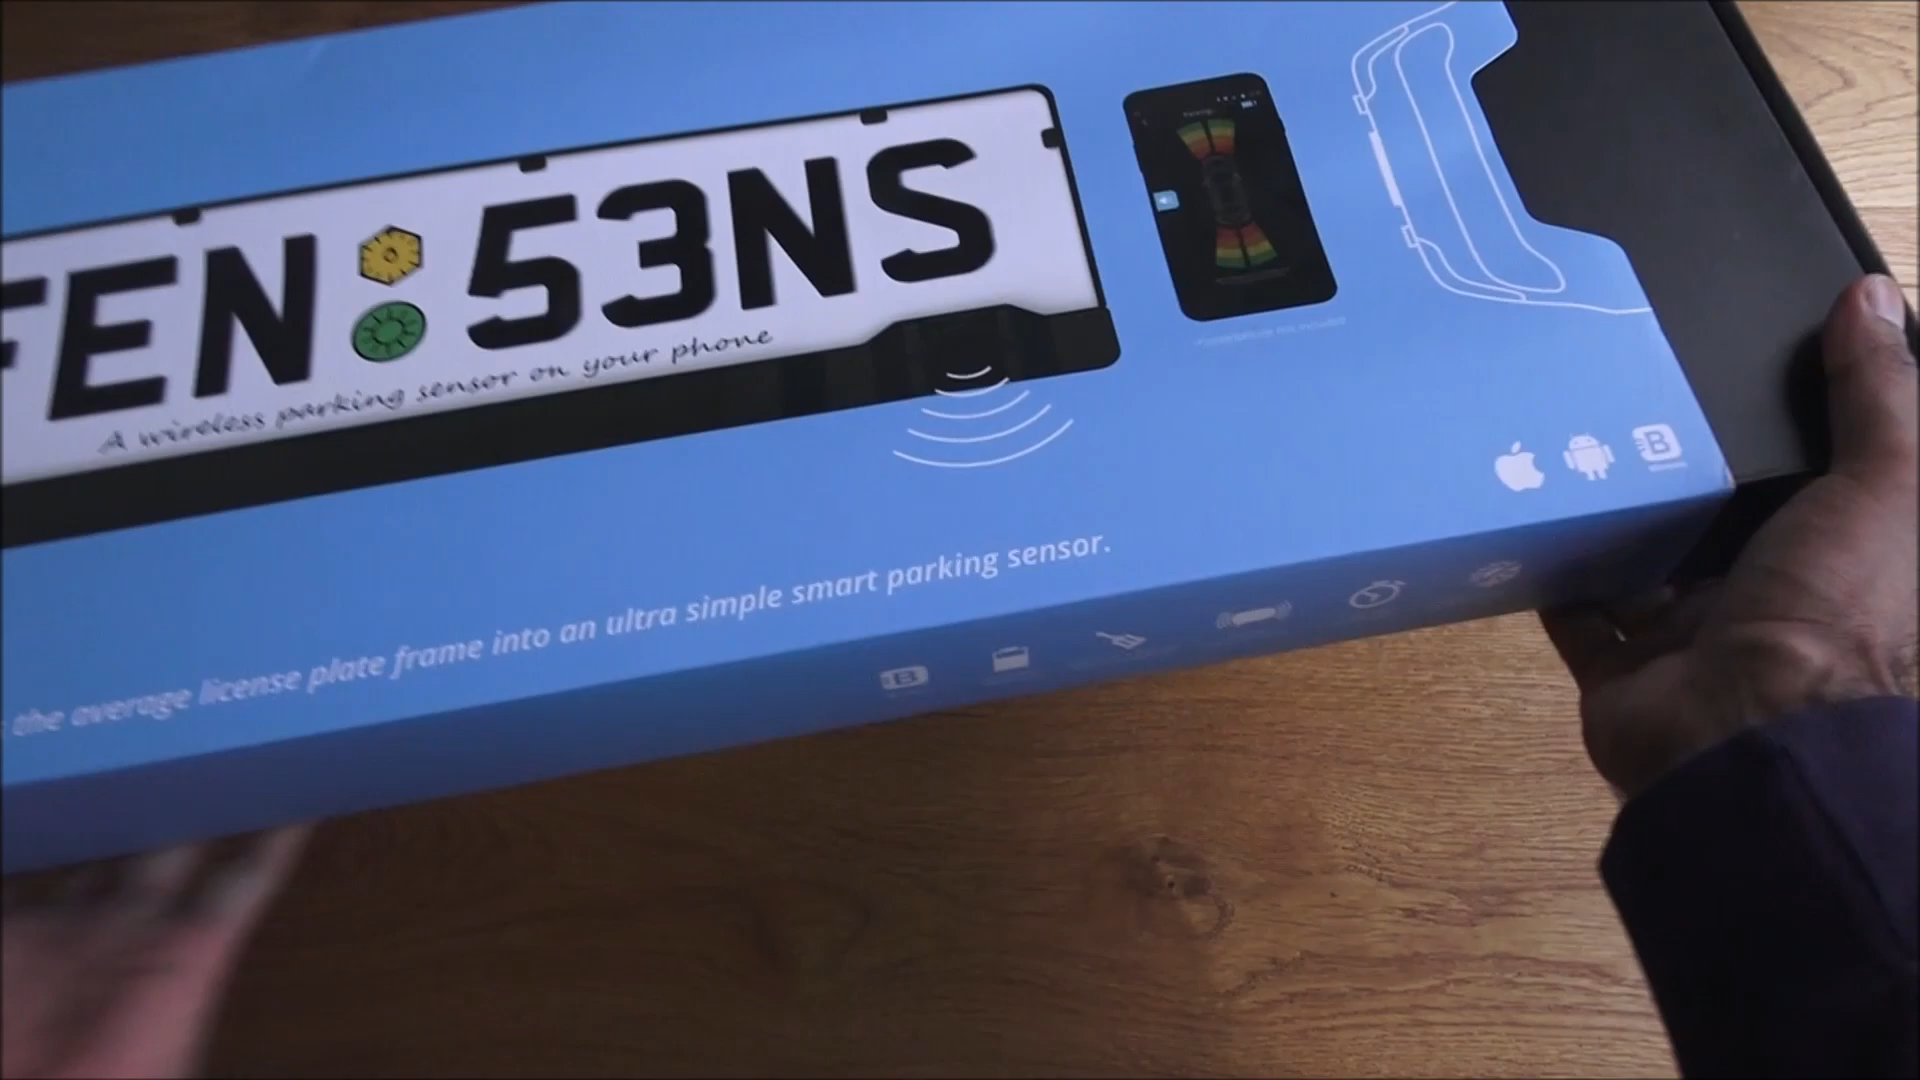 FEN 53NS
A wireless parking sensor on your phone
the average license plate frame into an ultra simple smart parking sensor.
B
B